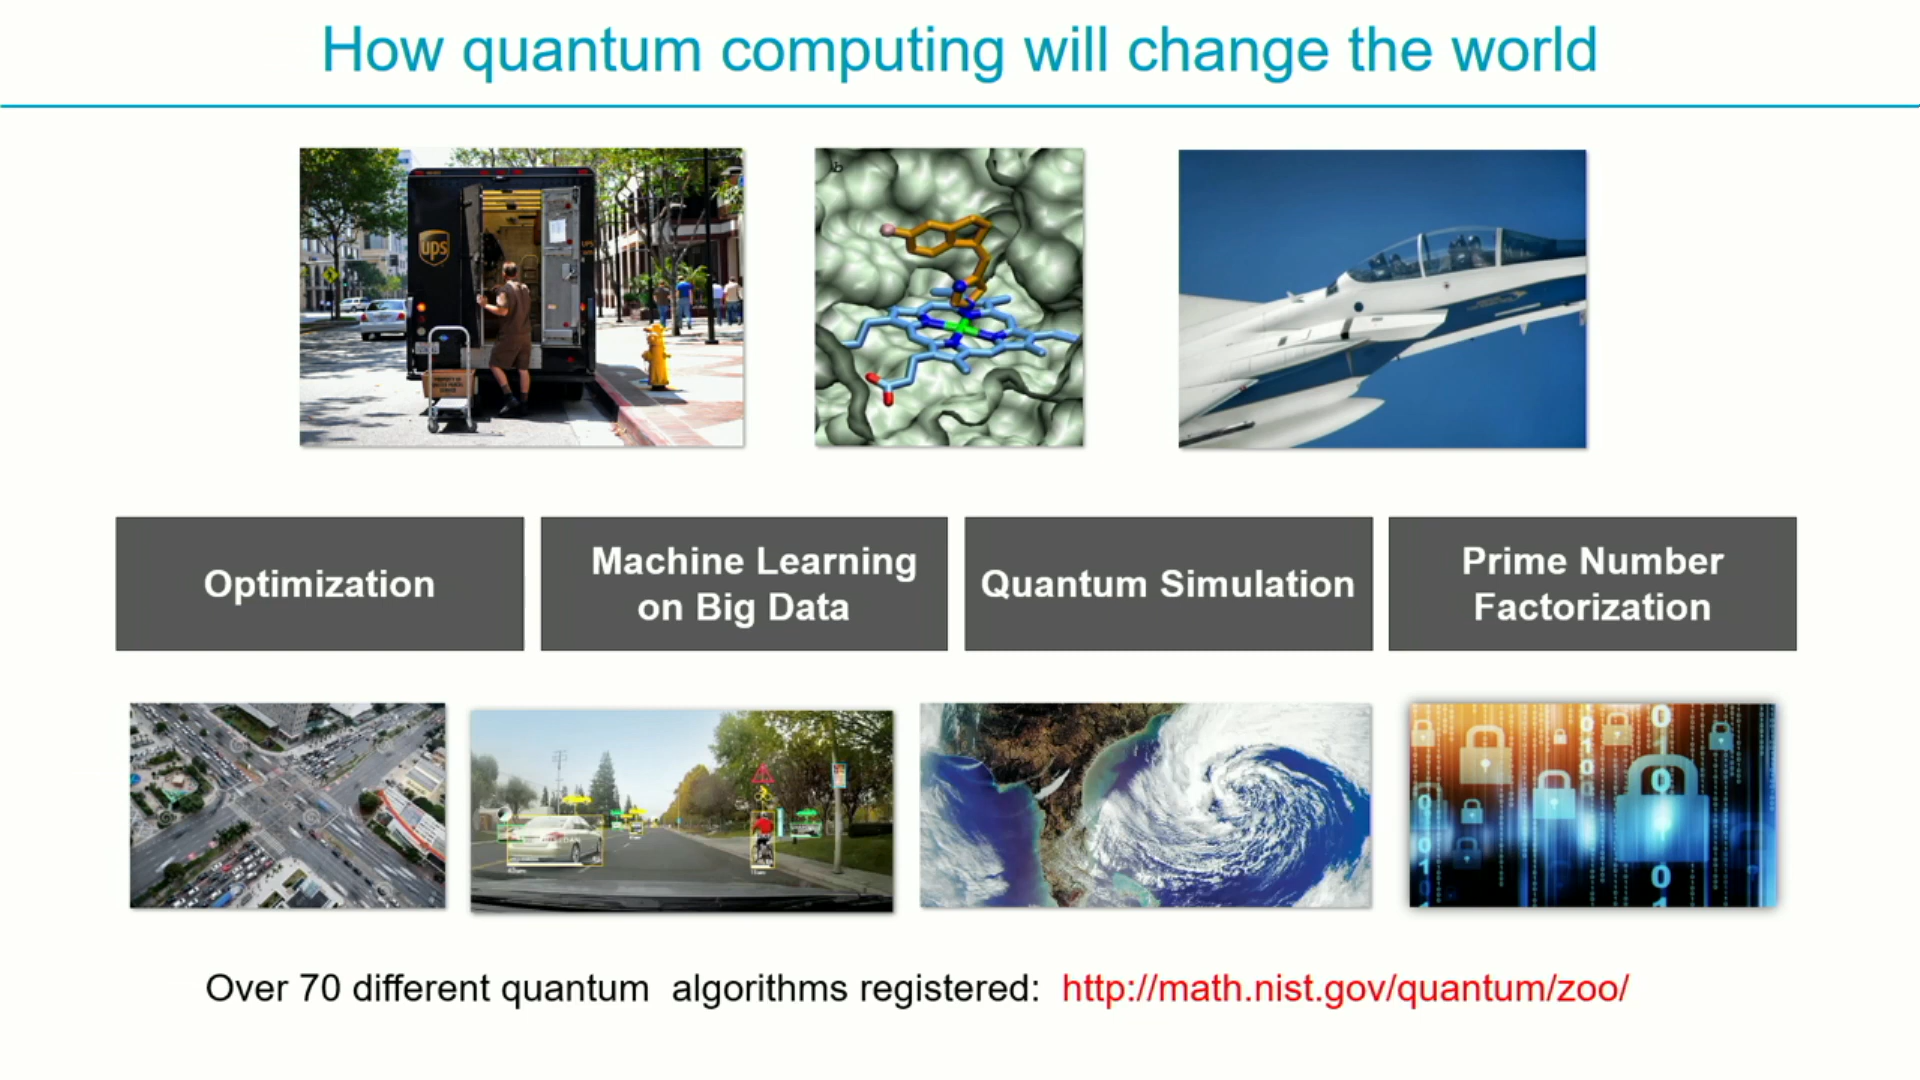 How quantum computing will change the world
ups
b
Optimization
Machine Learning
on Big Data
Quantum Simulation
Prime Number
Factorization
Over 70 different quantum  algorithms registered:  http://math.nist.gov/quantum/zoo/